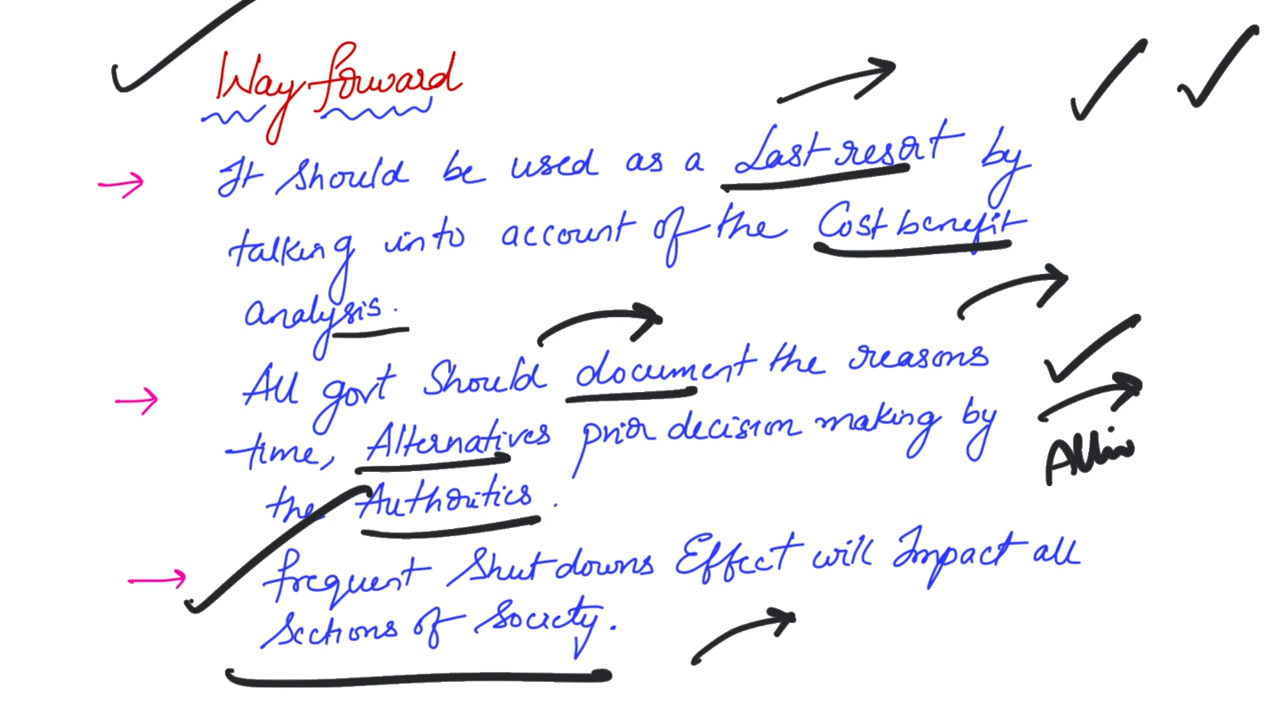 Way forward
It should be used as a Last resort by
talking into account of the Cost benefit
analysis.
All govt should document the reasons
time, Alternatives prior decision making by
the Authorities.
frequent Shutdowns Effect will Impact all
Sections of Society.